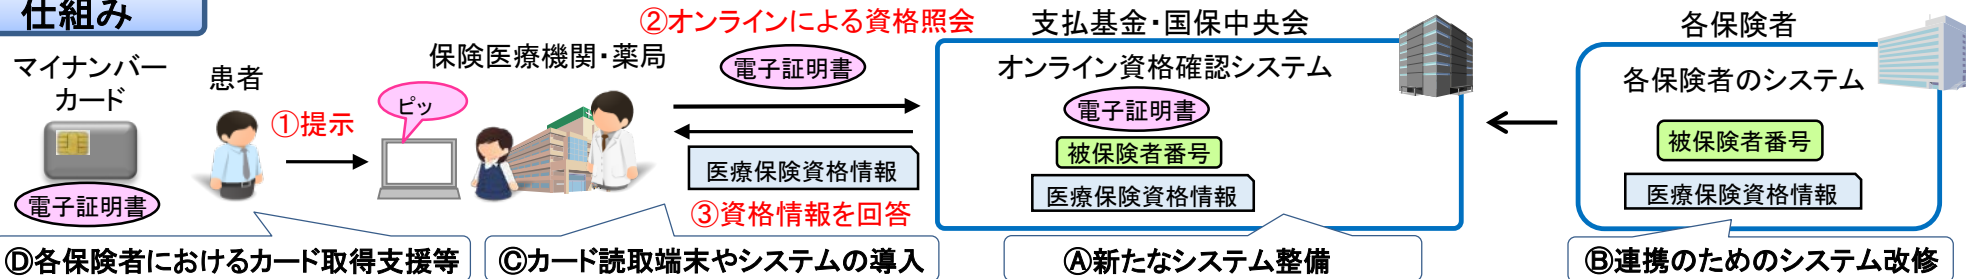 仕組み
マイナンバー
カード
電子証明書
患者
①提示
ピッ
保険医療機関・薬局
②オンラインによる資格照会
電子証明書
医療保険資格情報
③資格情報を回答
支払基金・国保中央会
オンライン資格確認システム
電子証明書
被保険者番号
医療保険資格情報
各保険者
各保険者のシステム
被保険者番号
医療保険資格情報
Ⓓ各保険者におけるカード取得支援等
Ⓒカード読取端末やシステムの導入
Ⓐ新たなシステム整備
Ⓑ連携のためのシステム改修